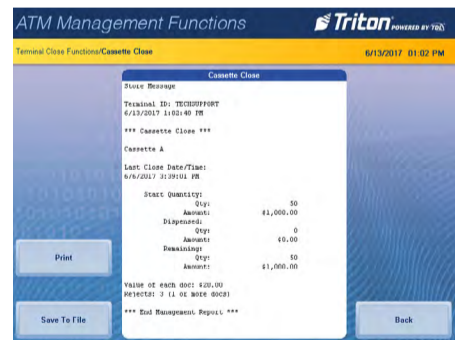 ATM Management Functions
Triton POWERED BY TDN
Terminal Close Functions/Cassette Close
6/13/2017 01:02 PM
Cassette Close
Store Message
Terminal ID: TECHSUPPORT
6/13/2017 1:02:40 PM
*** Cassette Close ***
Cassette A
Last Close Date/Time:
6/6/2017 3:39:01 PM
Start Quantity:
Qty: 50
Amount: $1,000.00
Dispensed:
Qty: 0
Amount: $0.00
Remaining:
Qty: 50
Amount: $1,000.00
Value of each doc: $20.00
Rejects: 3 (1 or more docs)
*** End Management Report ***
Print
Save To File
Back